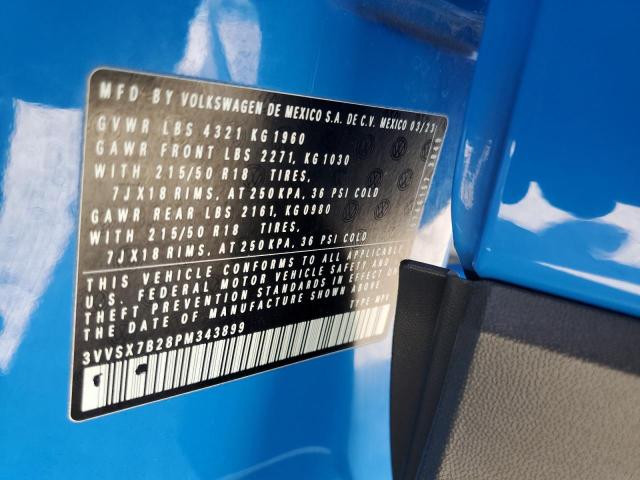 MFD BY VOLKSWAGEN DE MEXICO S.A. DE C.V. MEXICO 03/23
GVWR LBS 4321 KG 1960
GAWR FRONT LBS 2271, KG 1030
WITH 215/50 R18 TIRES,
7JX18 RIMS, AT 250 KPA, 36 PSI COLD
GAWR REAR LBS 2161, KG 0980
WITH 215/50 R18 TIRES,
7JX18 RIMS, AT 250 KPA, 36 PSI COLD
THIS VEHICLE CONFORMS TO ALL APPLICABLE
U.S. FEDERAL MOTOR VEHICLE SAFETY AND
THEFT PREVENTION STANDARDS IN EFFECT ON
THE DATE OF MANUFACTURE SHOWN ABOVE
TYPE MPV
3VVSX7B28PM343899